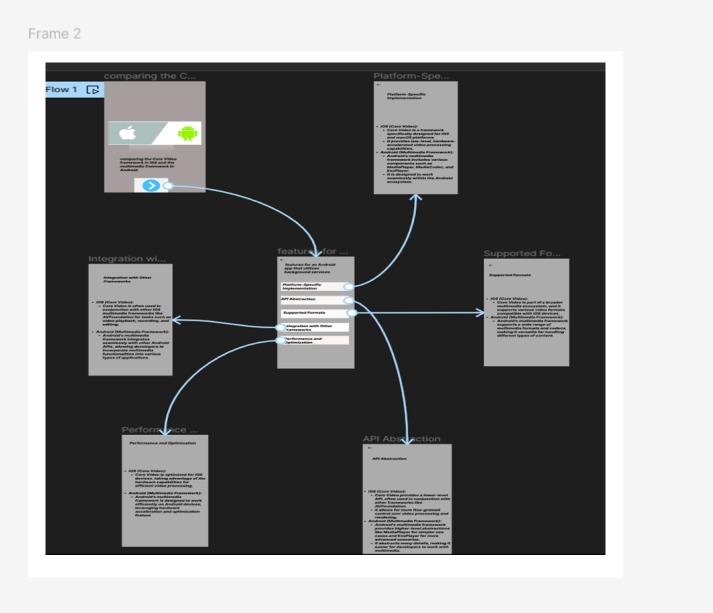 Frame 2
comparing the C...
Flow 1
comparing the Core Video
framework in iOS and the
multimedia framework in
Android.
Platform-Spe...
←
Platform-Specific
Implementation
• iOS (Core Video):
• Core Video is a framework
specifically designed for iOS
and macOS platforms.
• It provides low-level, hardware-
accelerated video processing
capabilities.
• Android (Multimedia Framework):
• Android's multimedia
framework includes various
components such as
MediaPlayer, MediaCodec, and
ExoPlayer.
• It is designed to work
seamlessly within the Android
ecosystem.
features for ...
←
features for an Android
app that utilizes
background services
Platform-Specific
Implementation
API Abstraction
Supported Formats
Integration with Other
Frameworks
Performance and
Optimization
Integration wi...
Integration with Other
Frameworks
• iOS (Core Video):
• Core Video is often used in
conjunction with other iOS
multimedia frameworks like
AVFoundation for tasks such as
video playback, recording, and
editing.
• Android (Multimedia Framework):
• Android's multimedia
framework integrates
seamlessly with other Android
APIs, allowing developers to
incorporate multimedia
functionalities into various
types of applications.
Supported Fo...
←
Supported Formats
• iOS (Core Video):
• Core Video is part of a broader
multimedia ecosystem, and it
supports various video formats
compatible with iOS devices.
• Android (Multimedia Framework):
• Android's multimedia framework
supports a wide range of
multimedia formats and codecs,
making it versatile for handling
different types of content.
Performance ...
Performance and Optimization
• iOS (Core Video):
• Core Video is optimized for iOS
devices, taking advantage of the
hardware capabilities for
efficient video processing.
• Android (Multimedia Framework):
• Android's multimedia
framework is designed to work
efficiently on Android devices,
leveraging hardware
acceleration and optimization
feature
API Abstraction
←
API Abstraction
• iOS (Core Video):
• Core Video provides a lower-level
API, often used in conjunction with
other frameworks like
AVFoundation.
• It allows for more fine-grained
control over video processing and
rendering.
• Android (Multimedia Framework):
• Android's multimedia framework
provides higher-level abstractions
like MediaPlayer for simpler use
cases and ExoPlayer for more
advanced scenarios.
• It abstracts many details, making it
easier for developers to work with
multimedia.